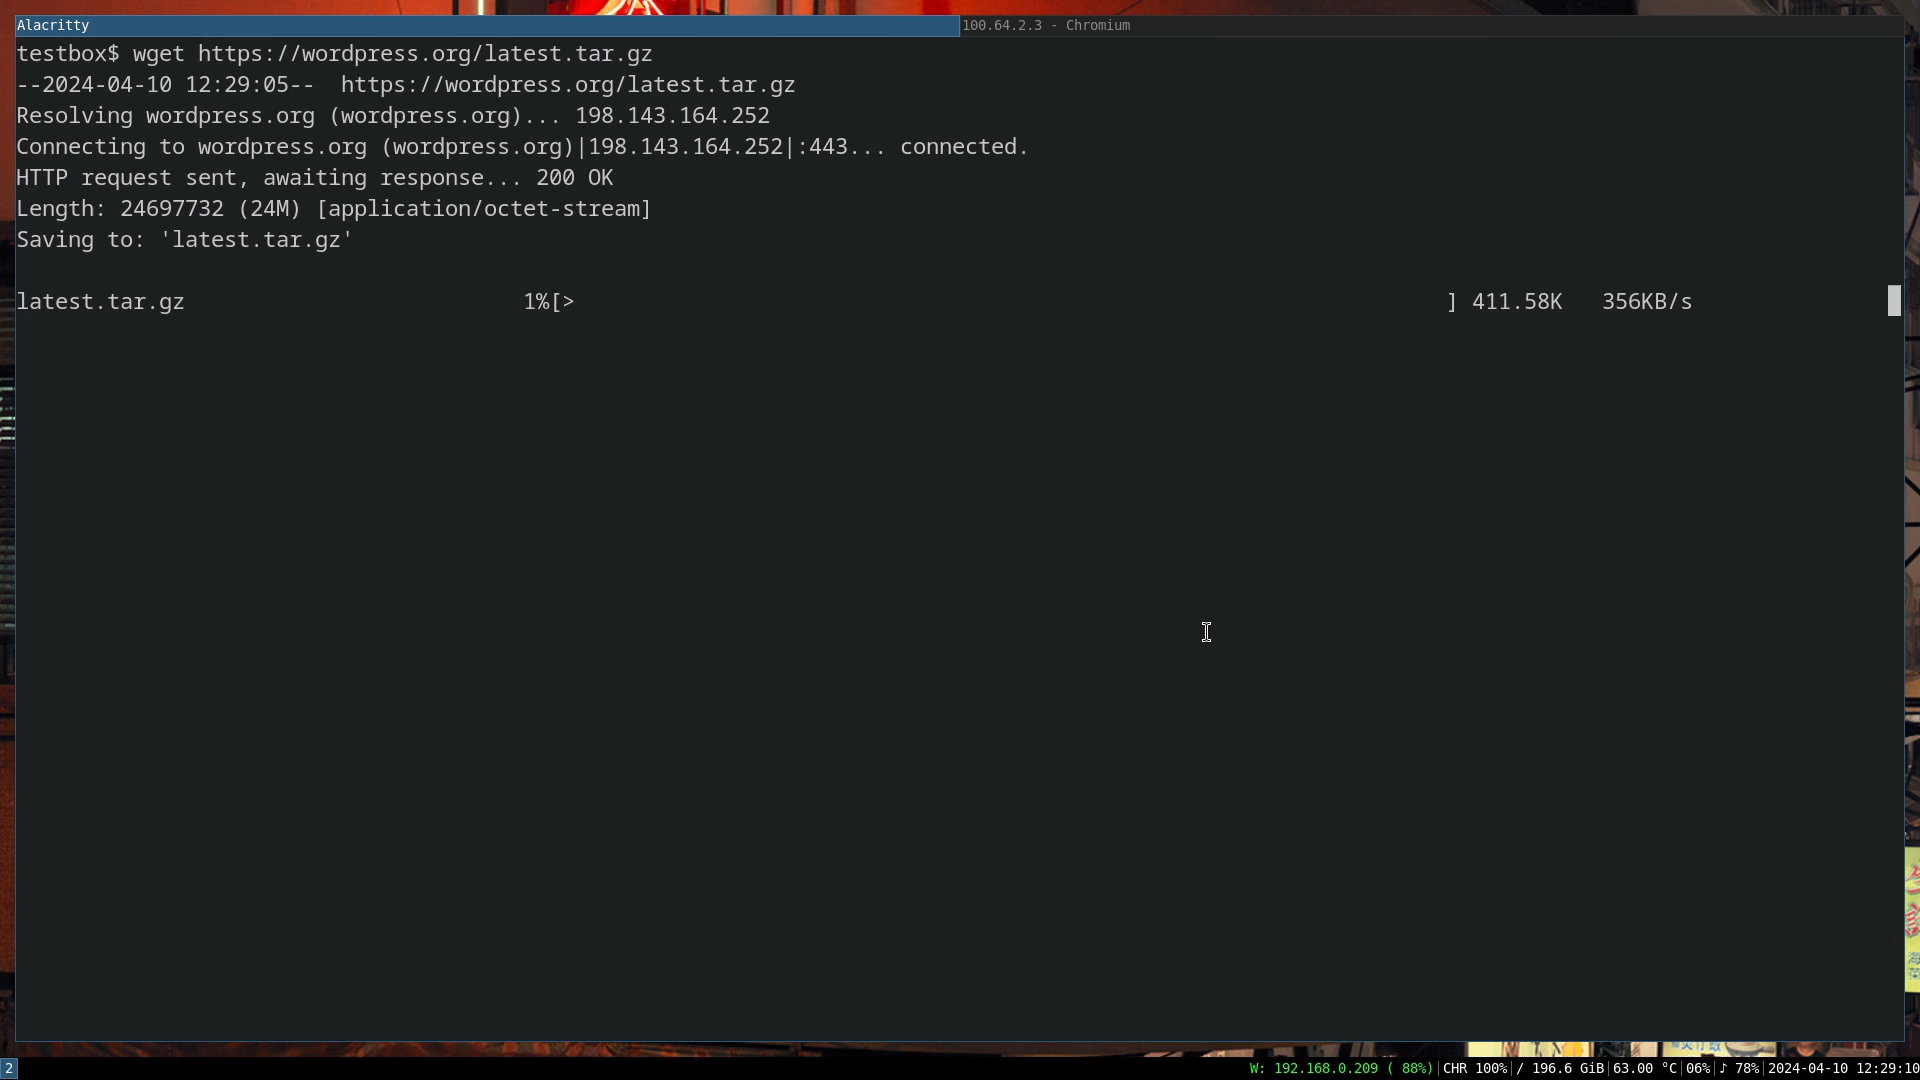 Alacritty
100.64.2.3 - Chromium
testbox$ wget https://wordpress.org/latest.tar.gz
--2024-04-10 12:29:05--  https://wordpress.org/latest.tar.gz
Resolving wordpress.org (wordpress.org)... 198.143.164.252
Connecting to wordpress.org (wordpress.org)|198.143.164.252|:443... connected.
HTTP request sent, awaiting response... 200 OK
Length: 24697732 (24M) [application/octet-stream]
Saving to: 'latest.tar.gz'
latest.tar.gz 1%[> ] 411.58K 356KB/s
2
W: 192.168.0.209 ( 88%)|CHR 100%|/ 196.6 GiB|63.00 °C|06%|♪ 78%|2024-04-10 12:29:10